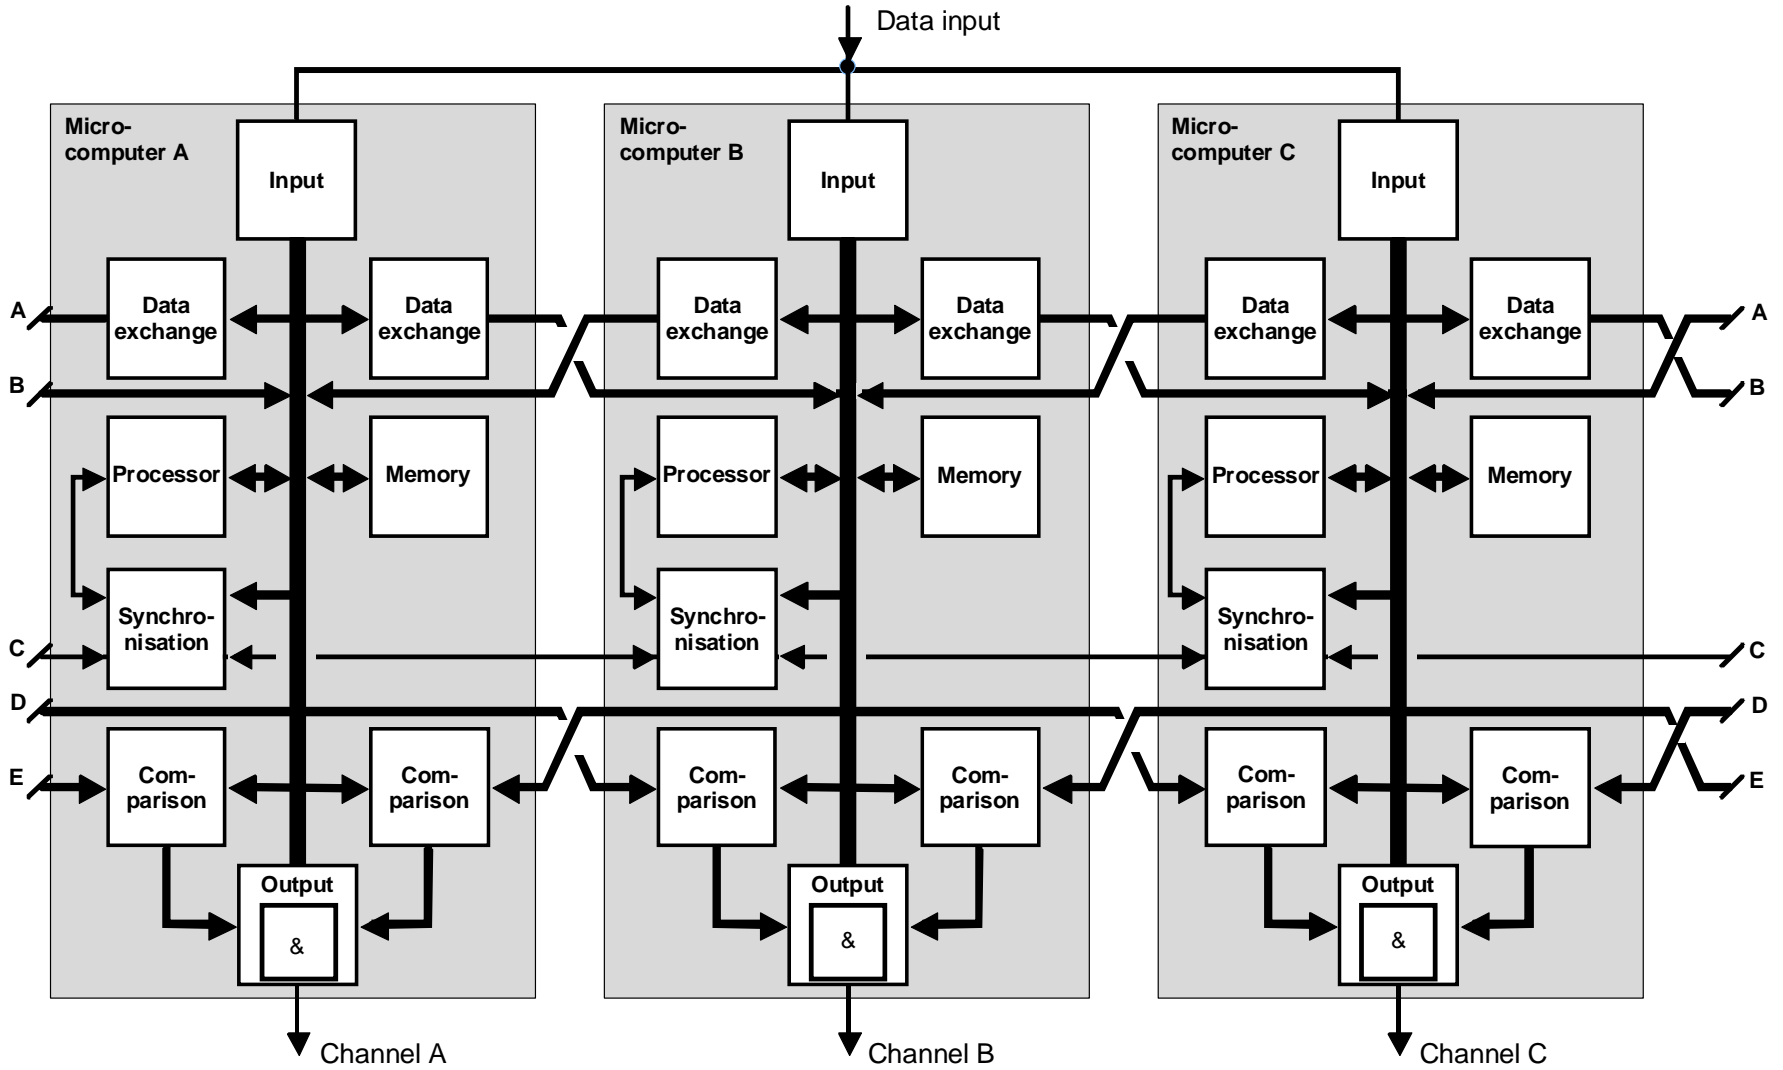 Data input
Micro-
computer A
Input
Micro-
computer B
Input
Micro-
computer C
Input
A
Data
exchange
Data
exchange
Data
exchange
Data
exchange
Data
exchange
Data
exchange
A
B
B
Processor
Memory
Processor
Memory
Processor
Memory
Synchro-
nisation
Synchro-
nisation
Synchro-
nisation
C
C
D
D
E
Com-
parison
Com-
parison
Com-
parison
Com-
parison
Com-
parison
Com-
parison
E
Output
&
Output
&
Output
&
Channel A
Channel B
Channel C